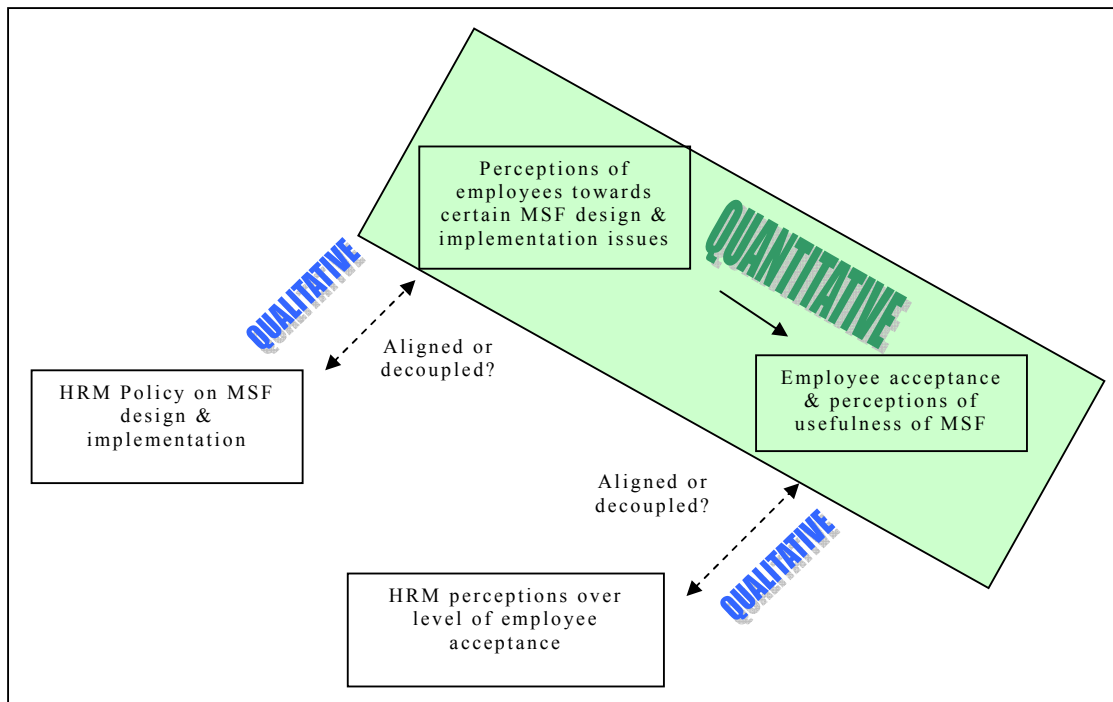 Perceptions of
employees towards
certain MSF design &
implementation issues
QUANTITATIVE
QUALITATIVE
Aligned or
decoupled?
HRM Policy on MSF
design &
implementation
Employee acceptance
& perceptions of
usefulness of MSF
Aligned or
decoupled?
QUALITATIVE
HRM perceptions over
level of employee
acceptance